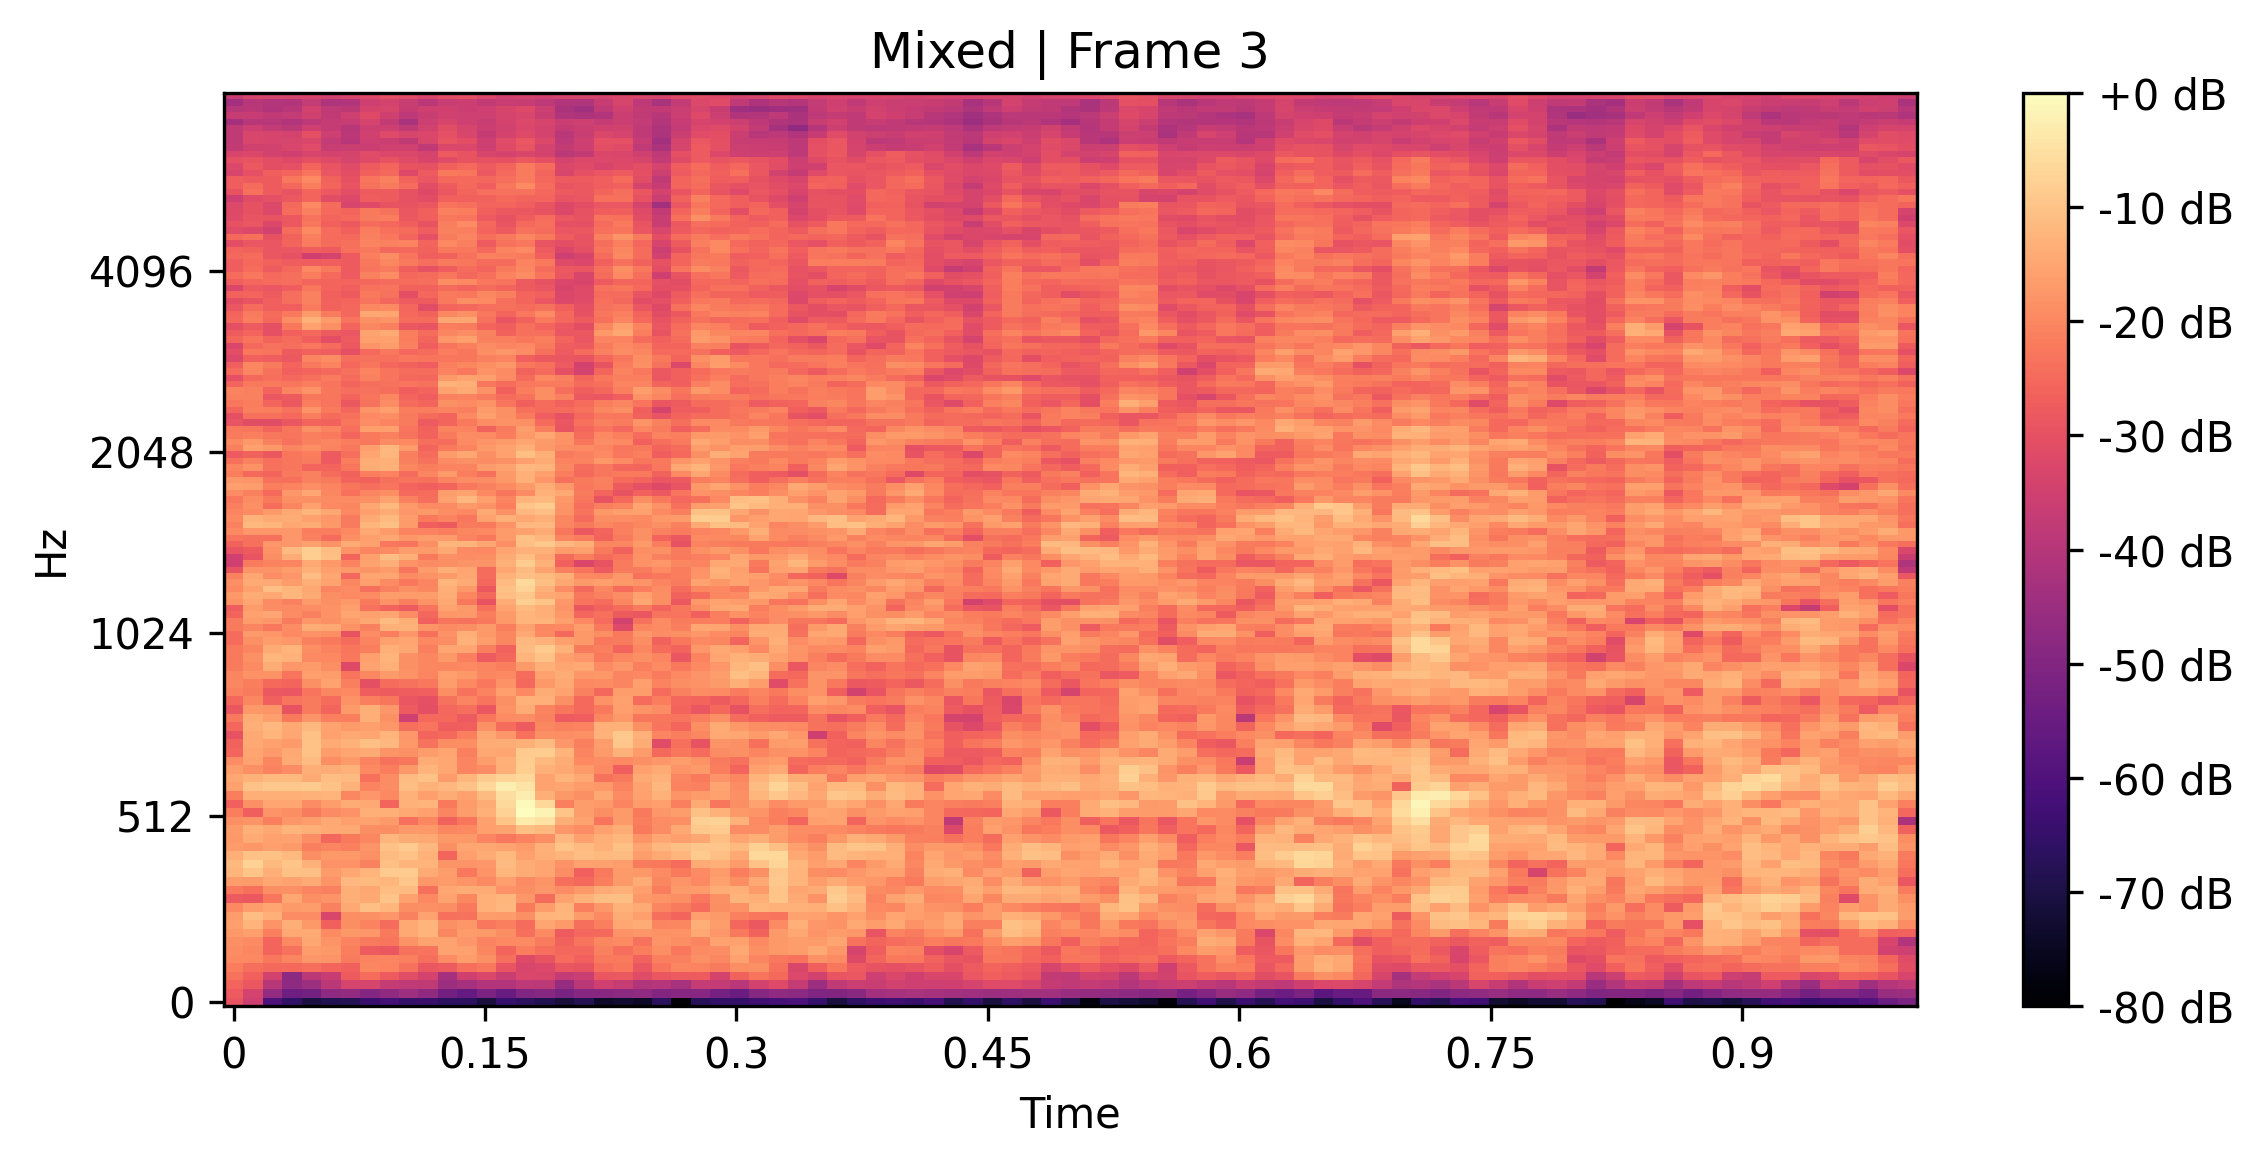 Mixed | Frame 3
+0 dB
-10 dB
-20 dB
-30 dB
-40 dB
-50 dB
-60 dB
-70 dB
-80 dB
4096
2048
1024
512
0
Hz
0 0.15 0.3 0.45 0.6 0.75 0.9
Time